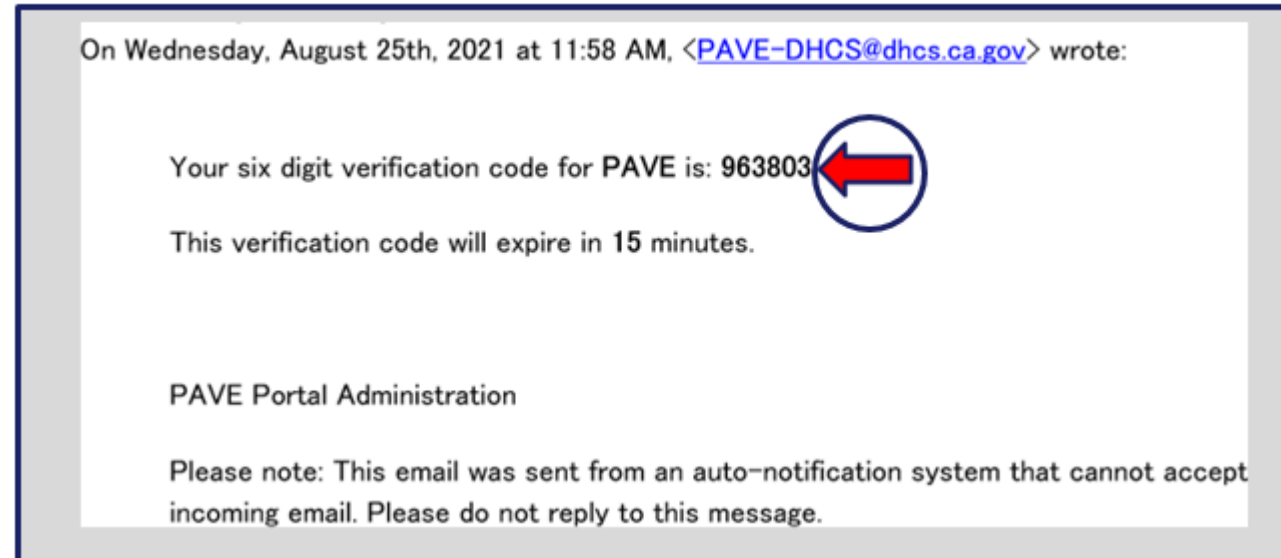 On Wednesday, August 25th, 2021 at 11:58 AM, <PAVE-DHCS@dhcs.ca.gov> wrote:
Your six digit verification code for PAVE is: 963803
This verification code will expire in 15 minutes.
PAVE Portal Administration
Please note: This email was sent from an auto-notification system that cannot accept
incoming email. Please do not reply to this message.